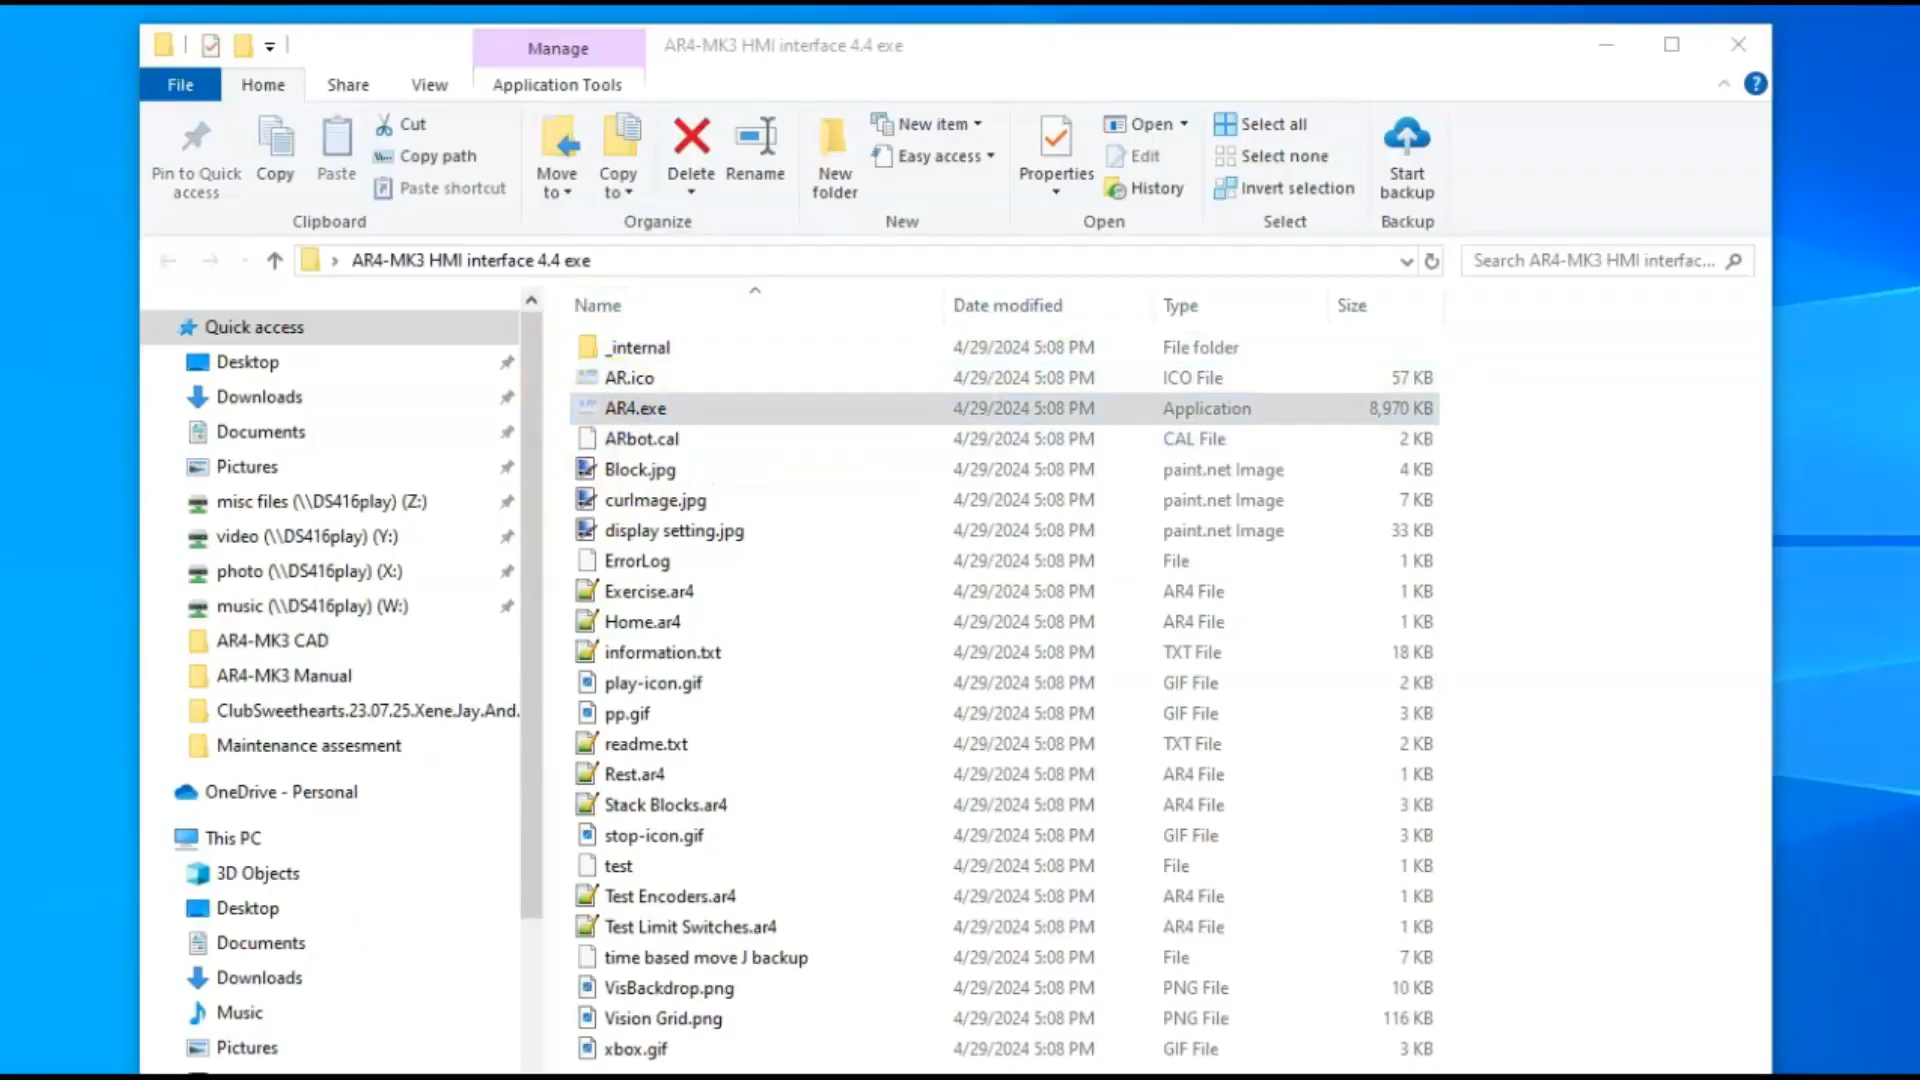 Manage
AR4-MK3 HMI interface 4.4 exe
File
Home
Share
View
Application Tools
Pin to Quick access
Copy
Paste
Cut
Copy path
Paste shortcut
Clipboard
Move to
Copy to
Delete
Rename
Organize
New folder
New item
Easy access
New
Properties
Open
Edit
History
Open
Select all
Select none
Invert selection
Select
Start backup
Backup
AR4-MK3 HMI interface 4.4 exe
Search AR4-MK3 HMI interfac...
Name Date modified Type Size
Quick access
Desktop
Downloads
Documents
Pictures
misc files (\\DS416play) (Z:)
video (\\DS416play) (Y:)
photo (\\DS416play) (X:)
music (\\DS416play) (W:)
AR4-MK3 CAD
AR4-MK3 Manual
ClubSweethearts.23.07.25.Xene.Jay.And.
Maintenance assesment
OneDrive - Personal
This PC
3D Objects
Desktop
Documents
Downloads
Music
Pictures
_internal 4/29/2024 5:08 PM File folder
AR.ico 4/29/2024 5:08 PM ICO File 57 KB
AR4.exe 4/29/2024 5:08 PM Application 8,970 KB
ARbot.cal 4/29/2024 5:08 PM CAL File 2 KB
Block.jpg 4/29/2024 5:08 PM paint.net Image 4 KB
curImage.jpg 4/29/2024 5:08 PM paint.net Image 7 KB
display setting.jpg 4/29/2024 5:08 PM paint.net Image 33 KB
ErrorLog 4/29/2024 5:08 PM File 1 KB
Exercise.ar4 4/29/2024 5:08 PM AR4 File 1 KB
Home.ar4 4/29/2024 5:08 PM AR4 File 1 KB
information.txt 4/29/2024 5:08 PM TXT File 18 KB
play-icon.gif 4/29/2024 5:08 PM GIF File 2 KB
pp.gif 4/29/2024 5:08 PM GIF File 3 KB
readme.txt 4/29/2024 5:08 PM TXT File 2 KB
Rest.ar4 4/29/2024 5:08 PM AR4 File 1 KB
Stack Blocks.ar4 4/29/2024 5:08 PM AR4 File 3 KB
stop-icon.gif 4/29/2024 5:08 PM GIF File 3 KB
test 4/29/2024 5:08 PM File 1 KB
Test Encoders.ar4 4/29/2024 5:08 PM AR4 File 1 KB
Test Limit Switches.ar4 4/29/2024 5:08 PM AR4 File 1 KB
time based move J backup 4/29/2024 5:08 PM File 7 KB
VisBackdrop.png 4/29/2024 5:08 PM PNG File 10 KB
Vision Grid.png 4/29/2024 5:08 PM PNG File 116 KB
xbox.gif 4/29/2024 5:08 PM GIF File 3 KB